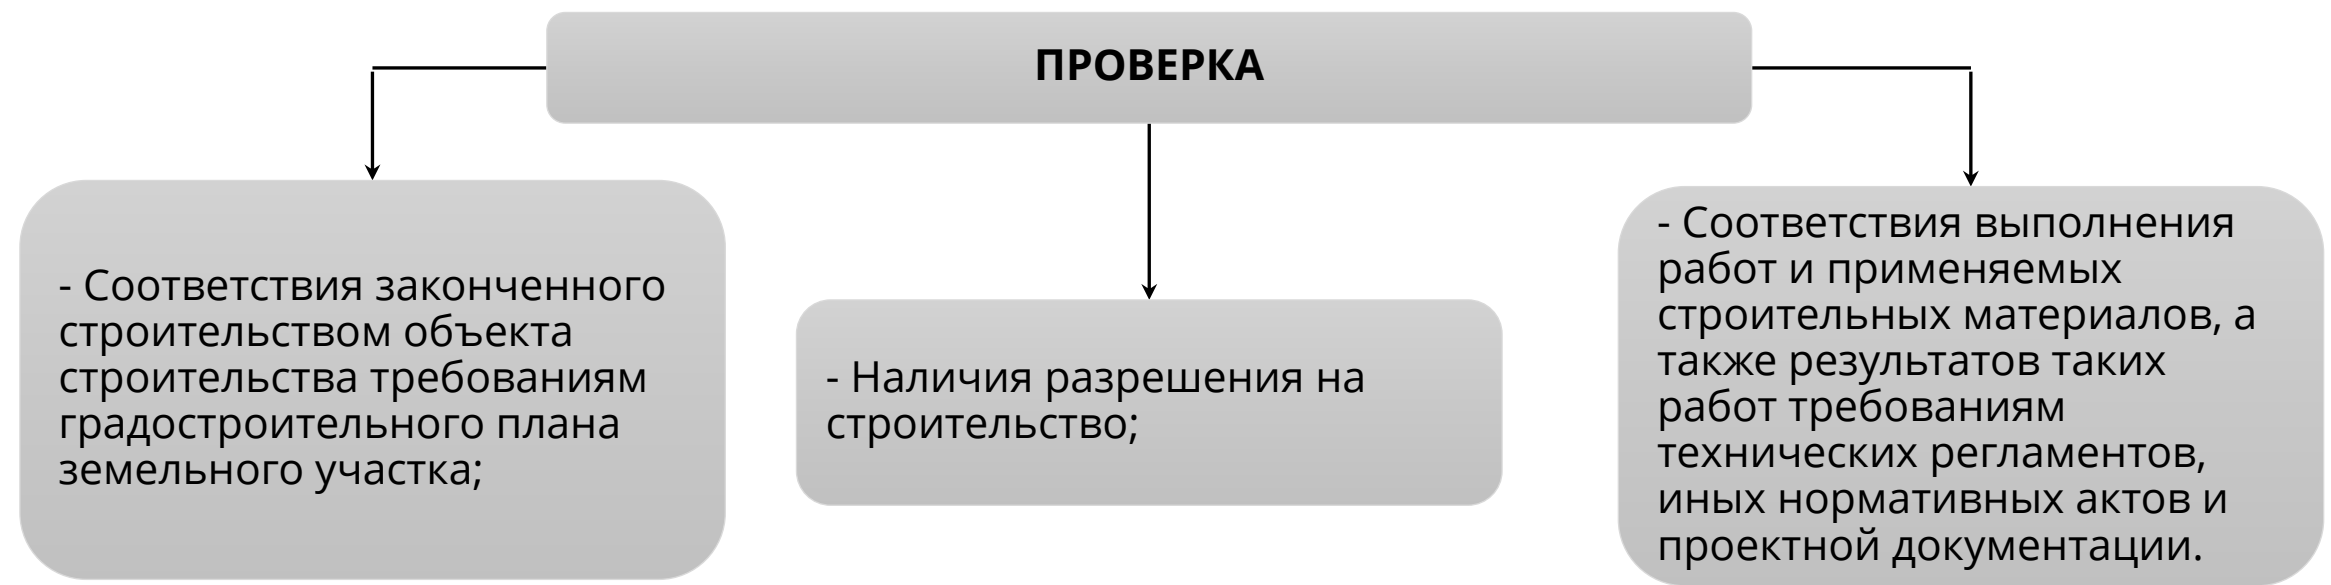 ПРОВЕРКА
- Соответствия законченного
строительством объекта
строительства требованиям
градостроительного плана
земельного участка;
- Наличия разрешения на
строительство;
- Соответствия выполнения
работ и применяемых
строительных материалов, а
также результатов таких
работ требованиям
технических регламентов,
иных нормативных актов и
проектной документации.